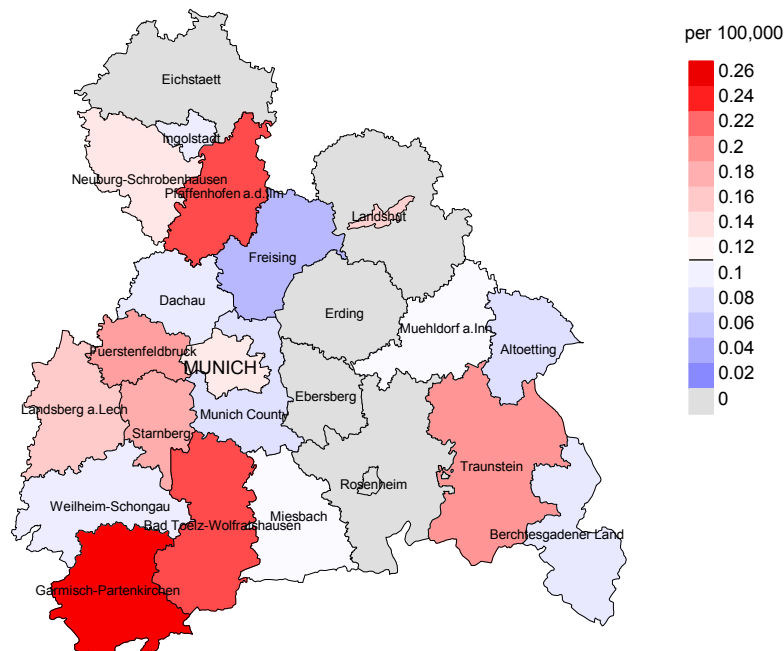 per 100,000
0.26
0.24
0.22
0.2
0.18
0.16
0.14
0.12
0.1
0.08
0.06
0.04
0.02
0
Eichstaett
Ingolstadt
Neuburg-Schrobenhausen
Pfaffenhofen a.d.Ilm
Landshut
Freising
Dachau
Erding
Muehldorf a.Inn
Altoetting
Fuerstenfeldbruck
MUNICH
Ebersberg
Landsberg a.Lech
Munich County
Starnberg
Traunstein
Rosenheim
Weilheim-Schongau
Miesbach
Bad Toelz-Wolfratshausen
Berchtesgadener Land
Garmisch-Partenkirchen